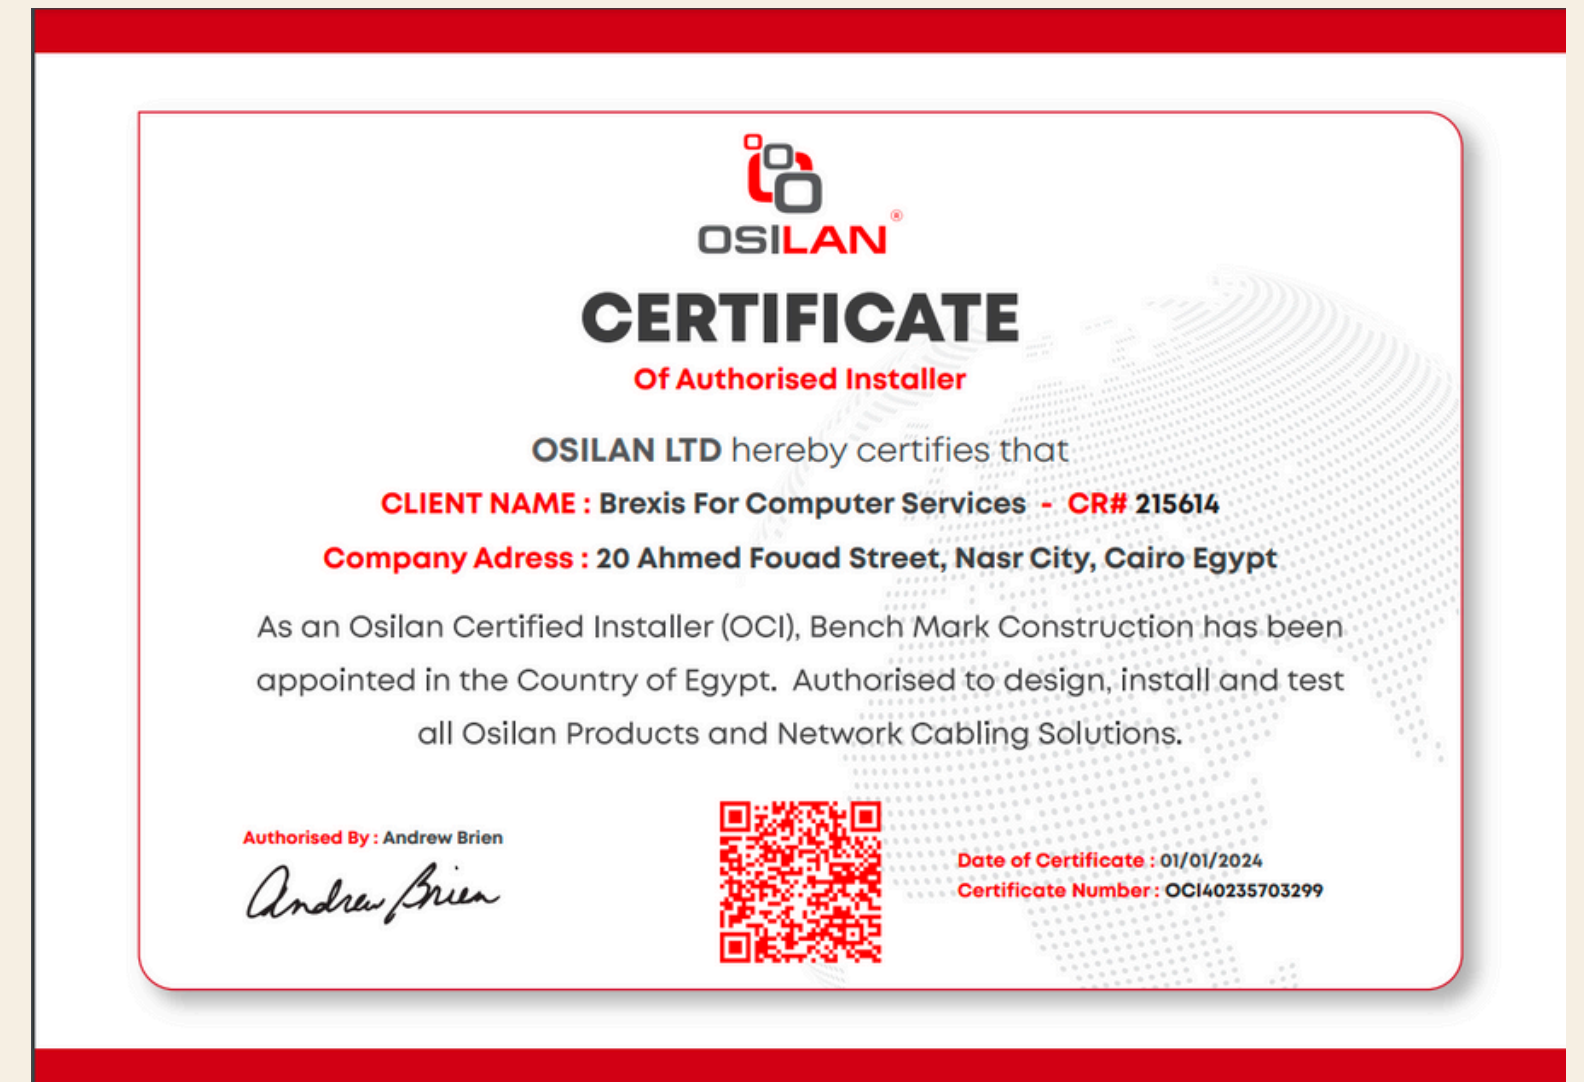 OSILAN®
CERTIFICATE
Of Authorised Installer
OSILAN LTD hereby certifies that
CLIENT NAME : Brexis For Computer Services - CR# 215614
Company Adress : 20 Ahmed Fouad Street, Nasr City, Cairo Egypt
As an Osilan Certified Installer (OCI), Bench Mark Construction has been
appointed in the Country of Egypt. Authorised to design, install and test
all Osilan Products and Network Cabling Solutions.
Authorised By : Andrew Brien
Andrew Brien
Date of Certificate : 01/01/2024
Certificate Number : OCI40235703299